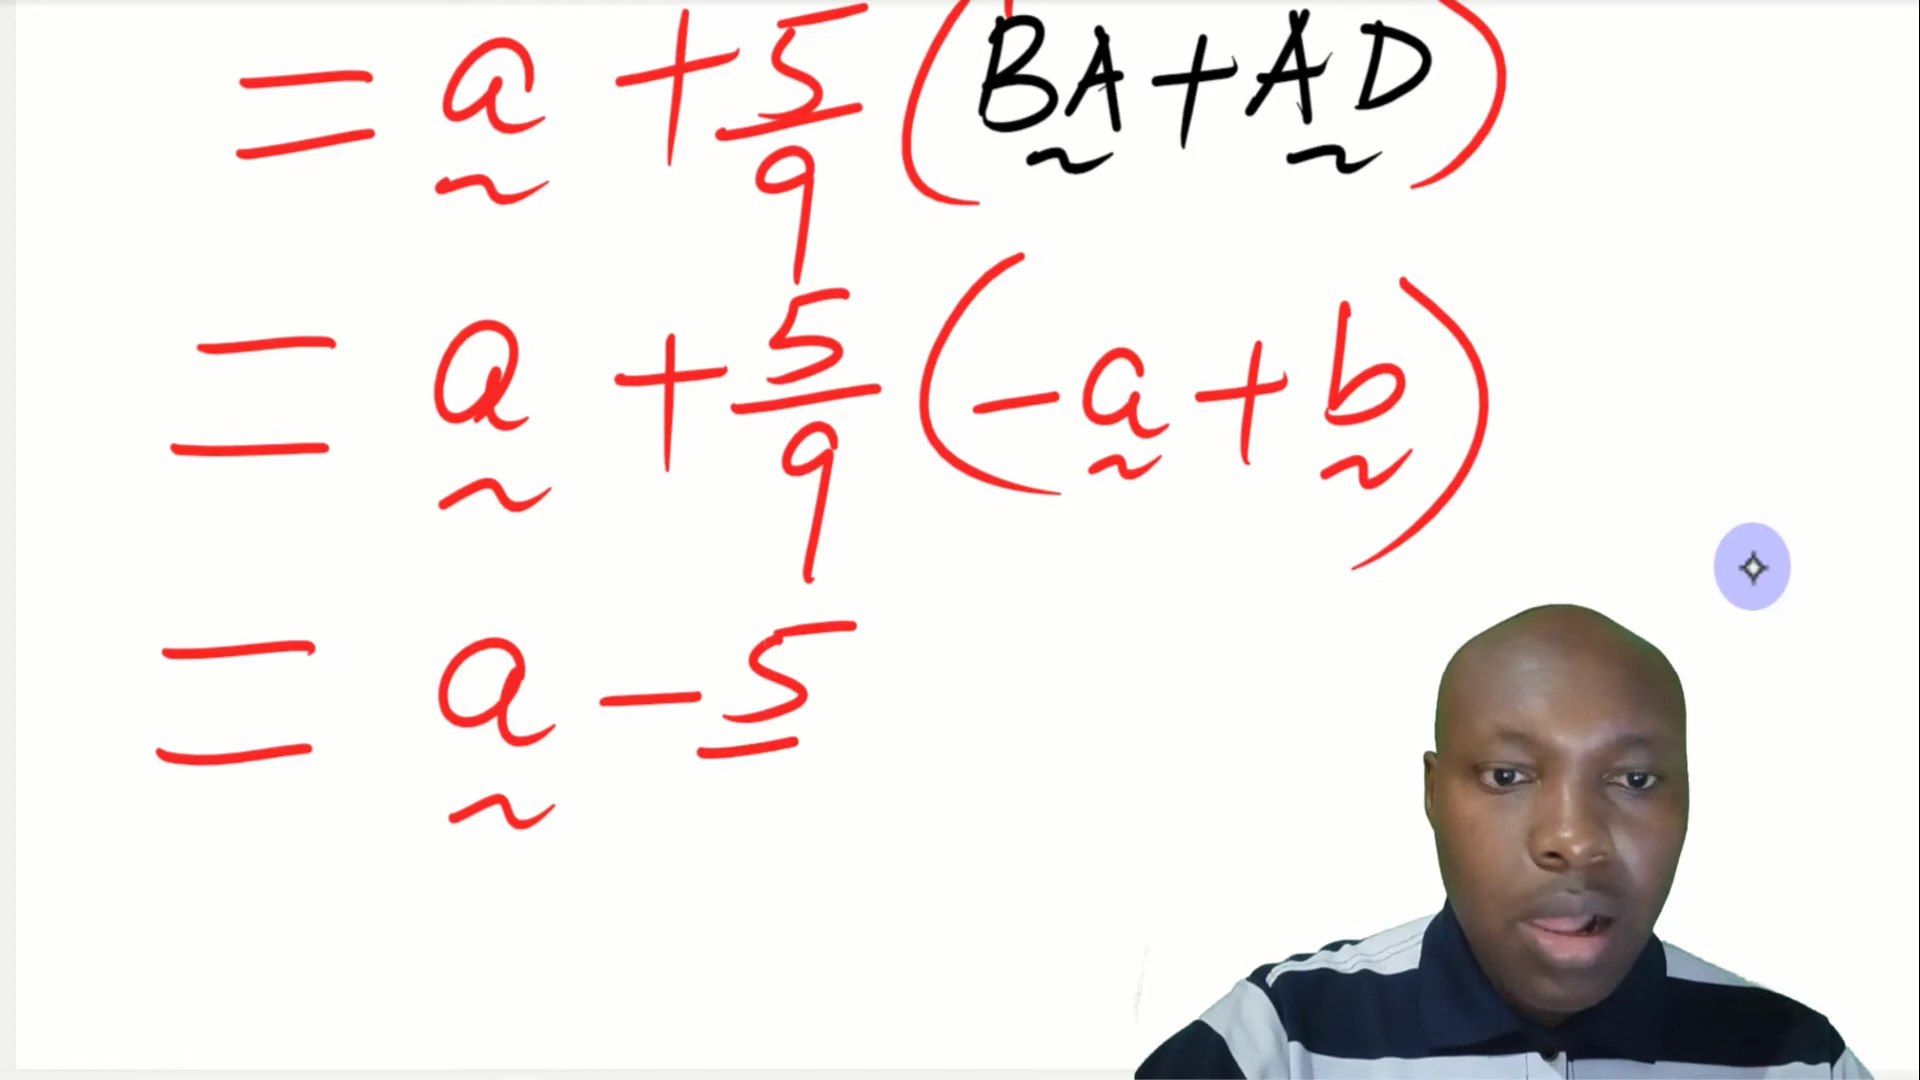 = a + 5/9 (BA + AD)
= a + 5/9 (-a + b)
= a - 5